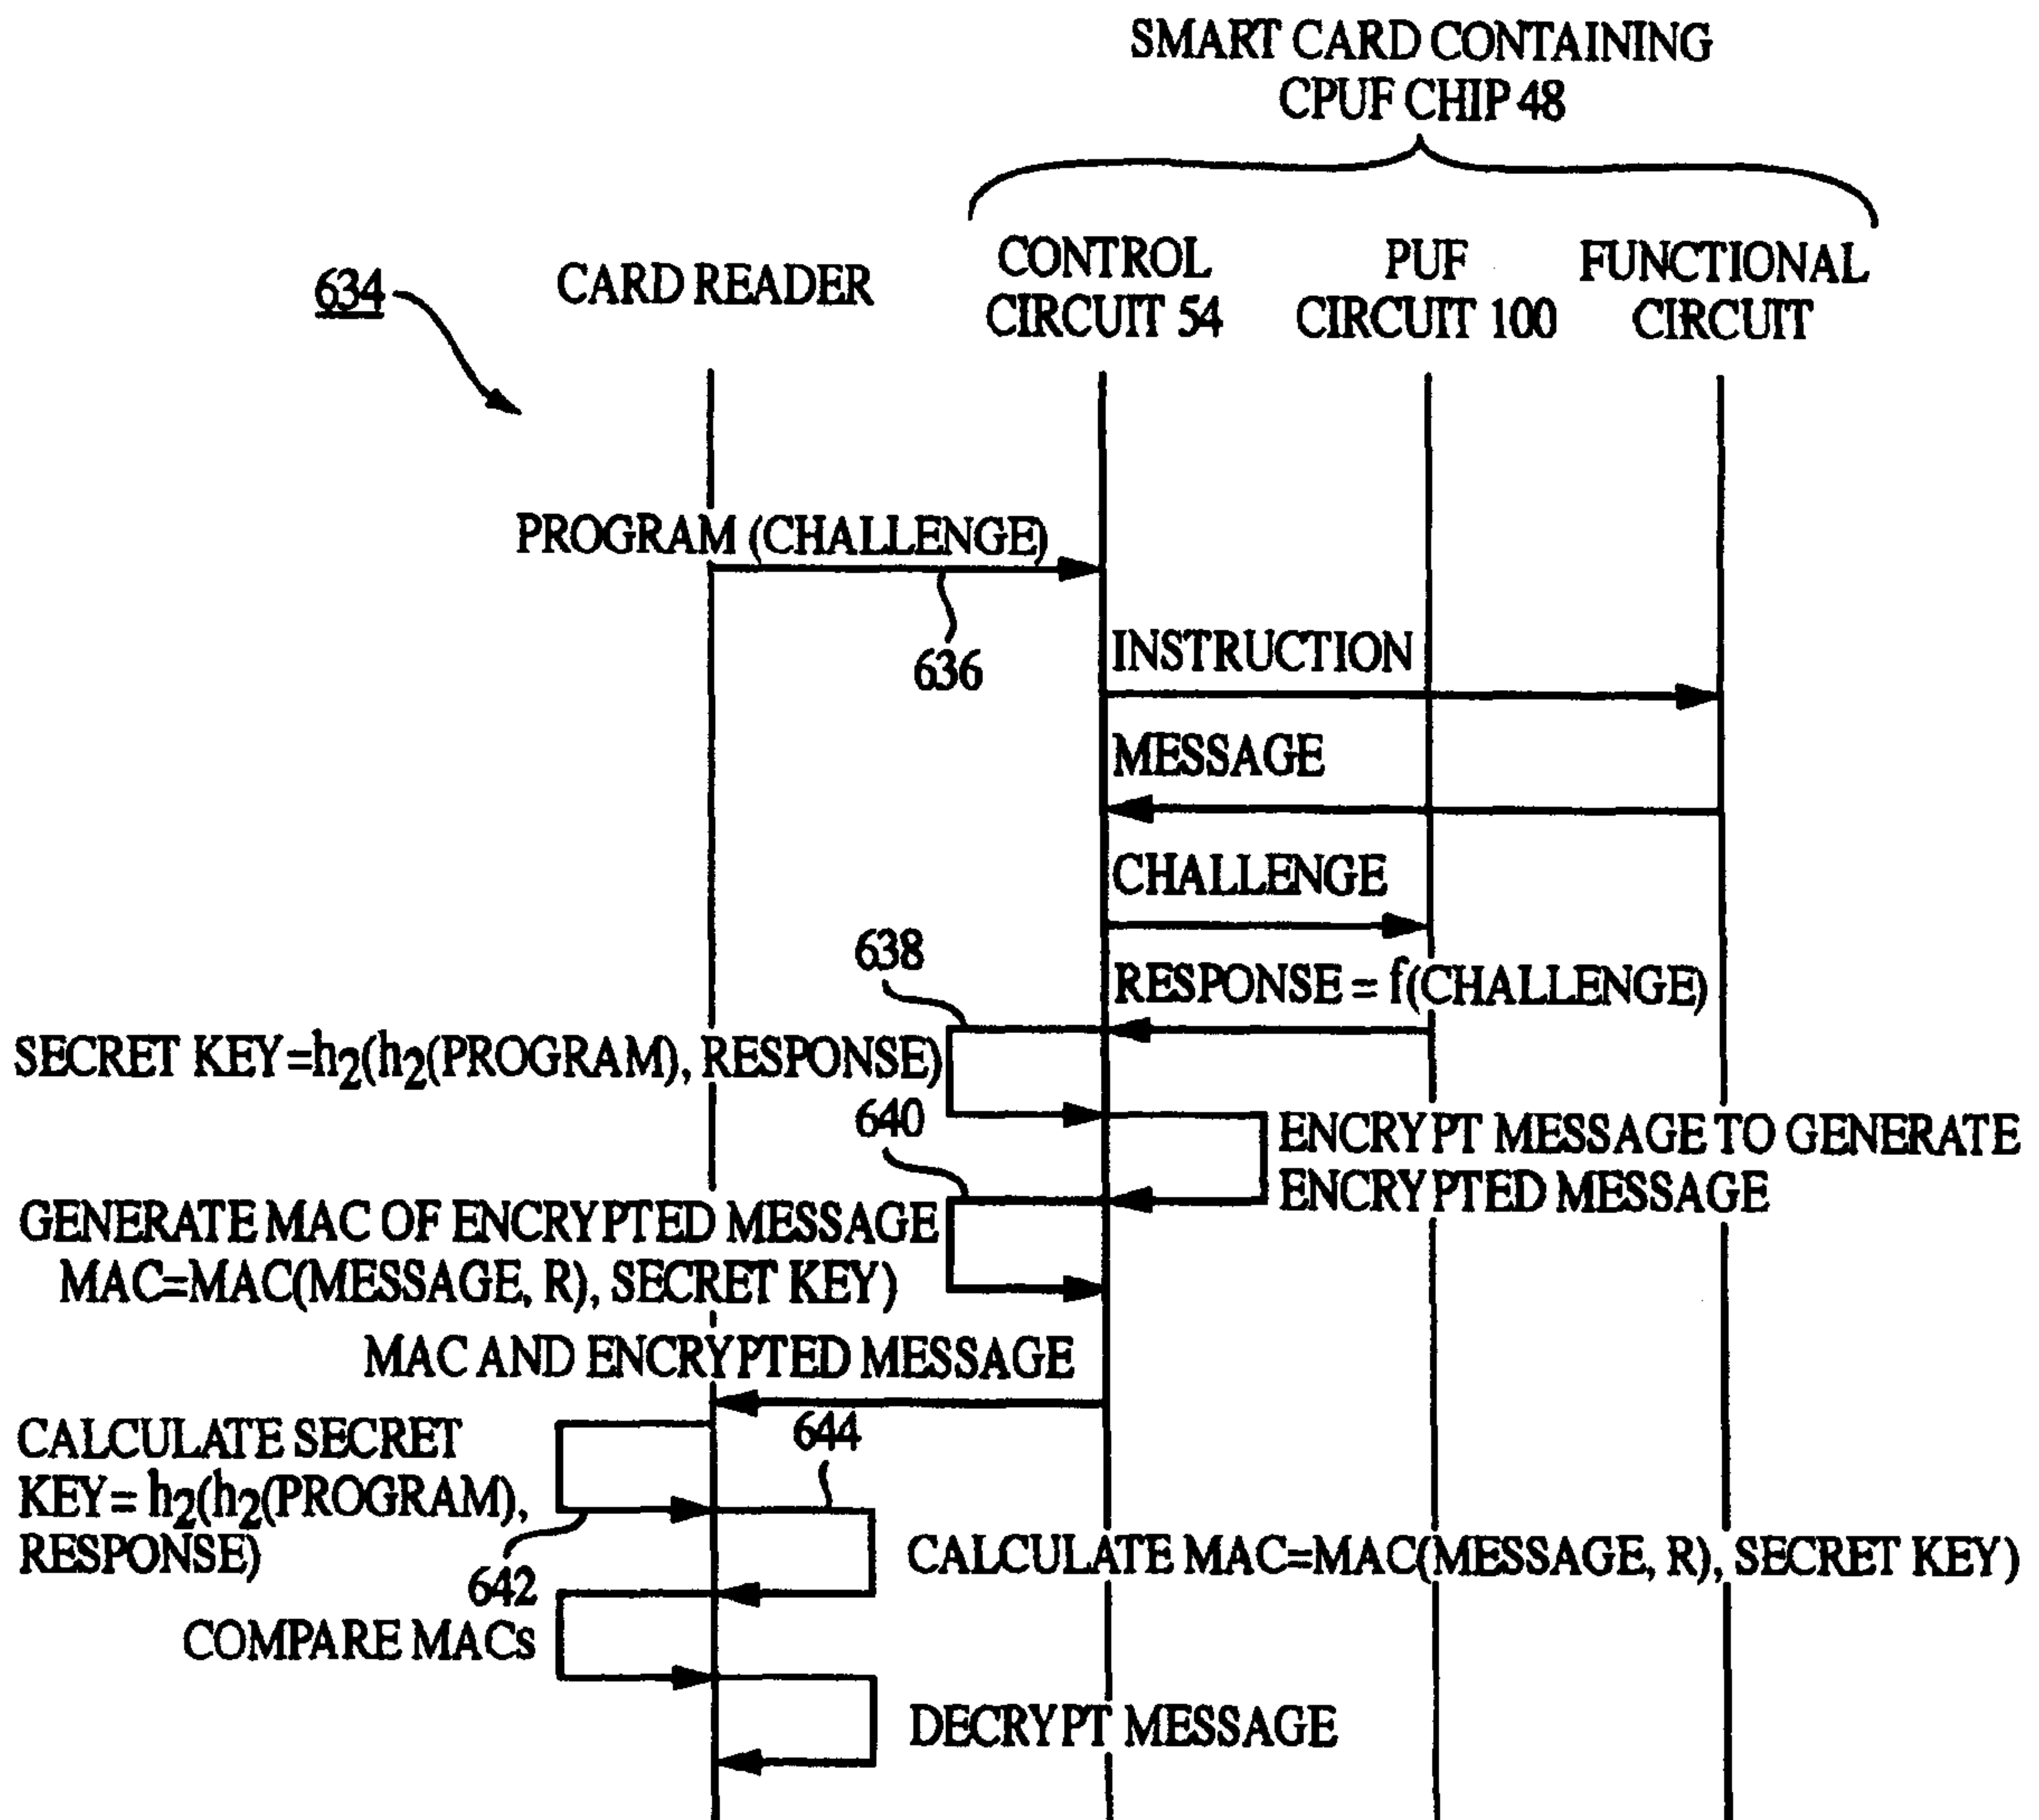 SMART CARD CONTAINING
CPUF CHIP 48
634
CARD READER
CONTROL
CIRCUIT 54
PUF
CIRCUIT 100
FUNCTIONAL
CIRCUIT
PROGRAM (CHALLENGE)
636
INSTRUCTION
MESSAGE
CHALLENGE
638
RESPONSE = f(CHALLENGE)
SECRET KEY=h2(h2(PROGRAM), RESPONSE)
640
ENCRYPT MESSAGE TO GENERATE
ENCRYPTED MESSAGE
GENERATE MAC OF ENCRYPTED MESSAGE
MAC=MAC(MESSAGE, R), SECRET KEY)
MAC AND ENCRYPTED MESSAGE
644
CALCULATE SECRET
KEY= h2(h2(PROGRAM),
RESPONSE)
642
CALCULATE MAC=MAC(MESSAGE, R), SECRET KEY)
COMPARE MACs
DECRYPT MESSAGE